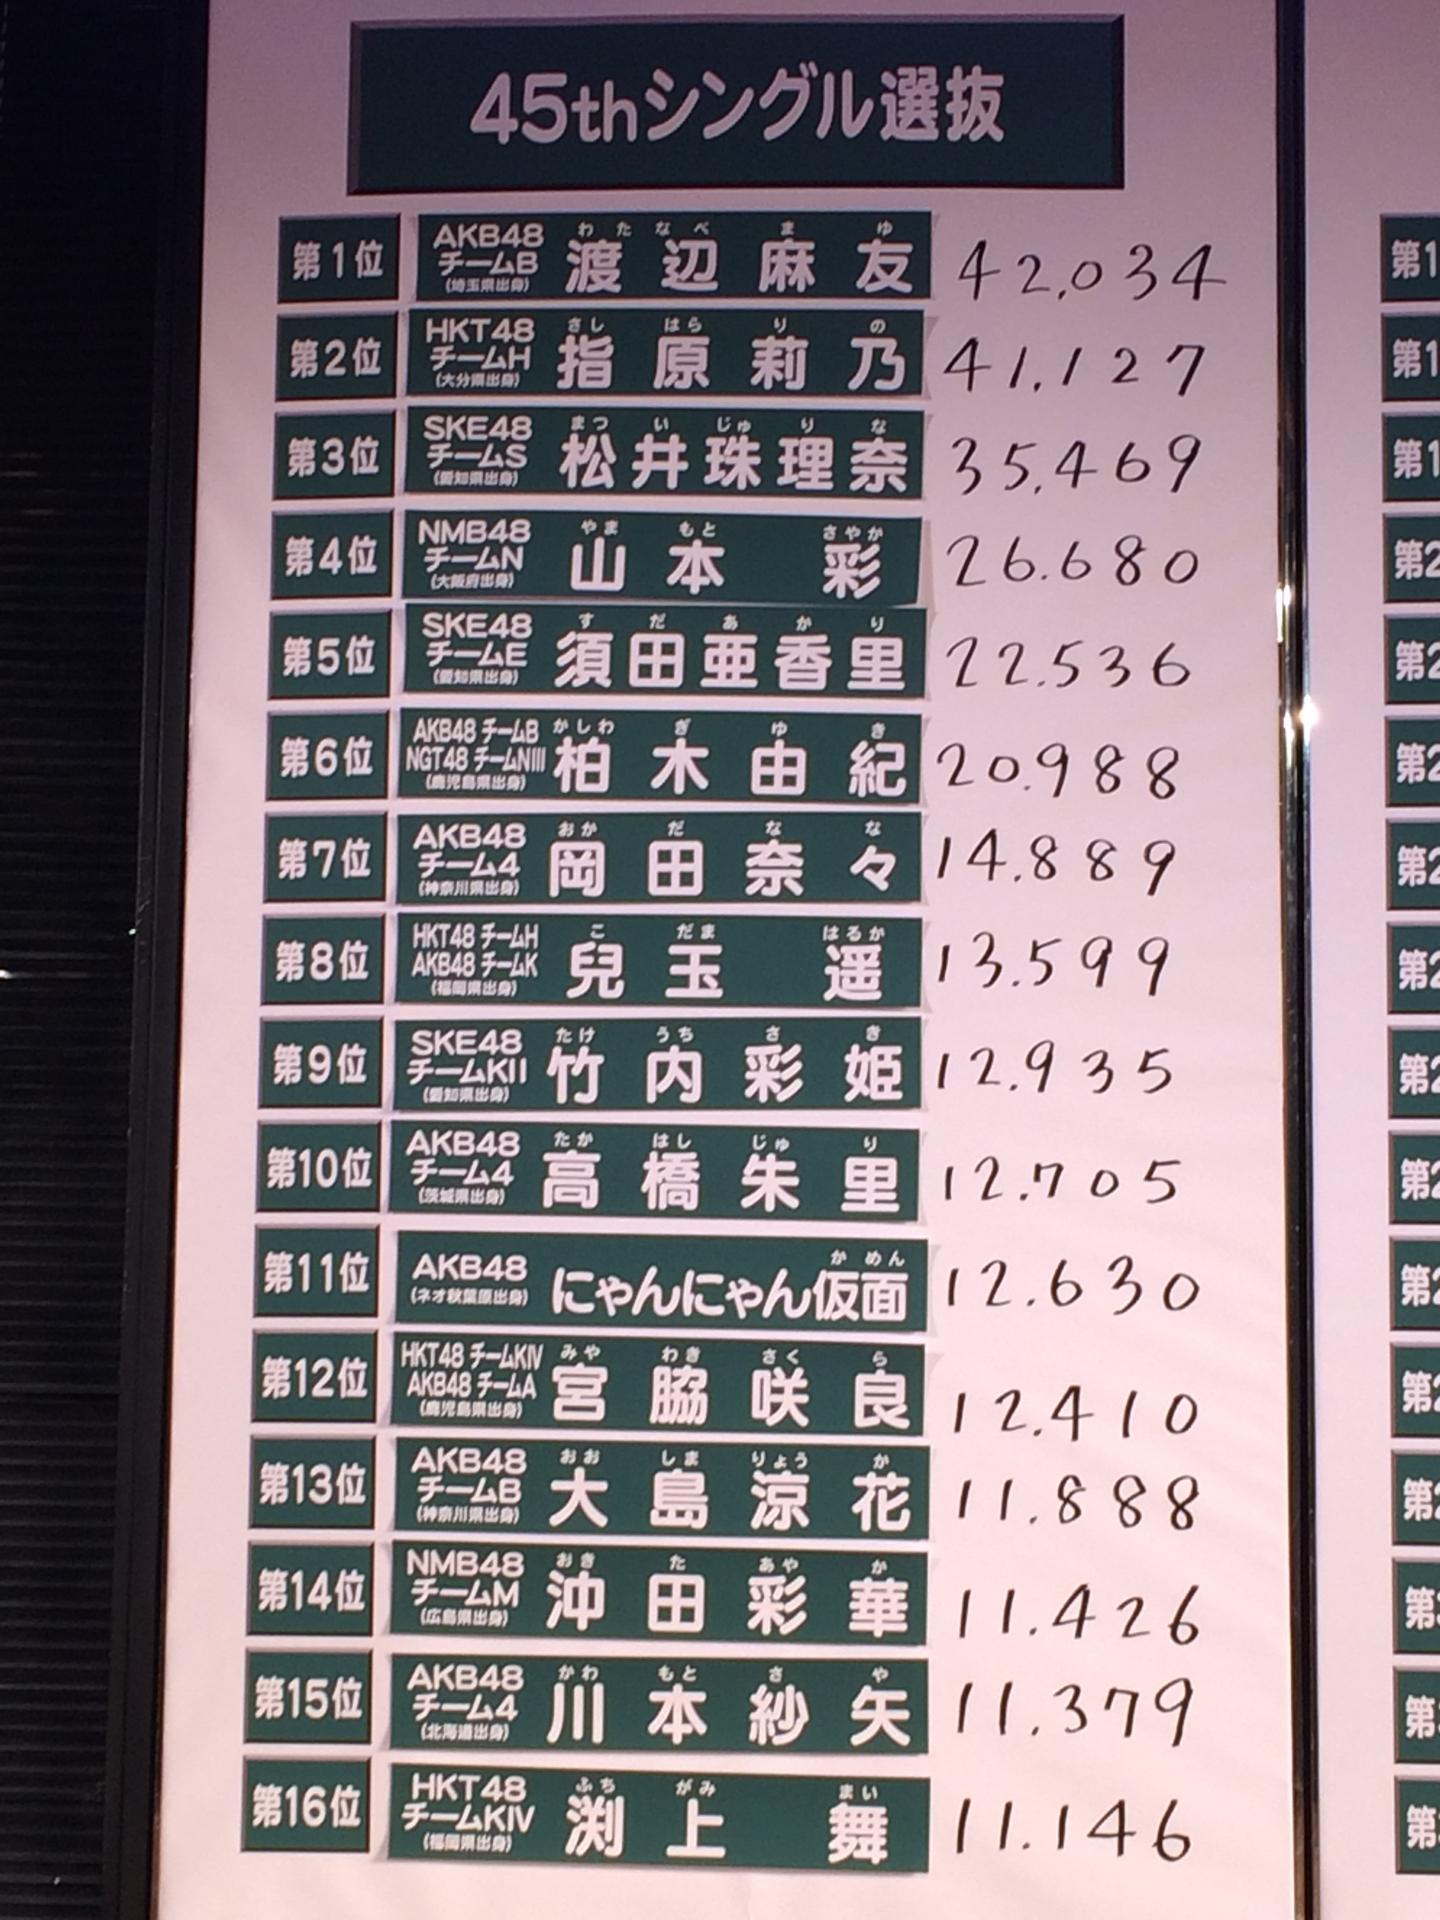 45thシングル選抜
第1位 AKB48 チームB (埼玉県出身) わたなべ まゆ 渡辺麻友 42,034
第2位 HKT48 チームH (大分県出身) さしはら りの 指原莉乃 41,127
第3位 SKE48 チームS (愛知県出身) まつい じゅりな 松井珠理奈 35,469
第4位 NMB48 チームN (大阪府出身) やまもと さやか 山本 彩 26.680
第5位 SKE48 チームE (愛知県出身) すだ あかり 須田亜香里 22.536
第6位 AKB48 チームB NGT48 チームNIII (鹿児島県出身) かしわぎ ゆき 柏木由紀 20.988
第7位 AKB48 チーム4 (神奈川県出身) おかだ なな 岡田奈々 14.889
第8位 HKT48 チームH AKB48 チームK (福岡県出身) こだま はるか 兒玉 遥 13.599
第9位 SKE48 チームKII (愛知県出身) たけうち さき 竹内彩姫 12.935
第10位 AKB48 チーム4 (茨城県出身) たかはし じゅり 高橋朱里 12.705
第11位 AKB48 (ネオ秋葉原出身) かめん にゃんにゃん仮面 12.630
第12位 HKT48 チームKIV AKB48 チームA (鹿児島県出身) みやわき さくら 宮脇咲良 12.410
第13位 AKB48 チームB (神奈川県出身) おおしま りょうか 大島涼花 11.888
第14位 NMB48 チームM (広島県出身) おきた あやか 沖田彩華 11.426
第15位 AKB48 チーム4 (北海道出身) かわもと さや 川本紗矢 11.379
第16位 HKT48 チームKIV (福岡県出身) ふちがみ まい 渕上 舞 11.146